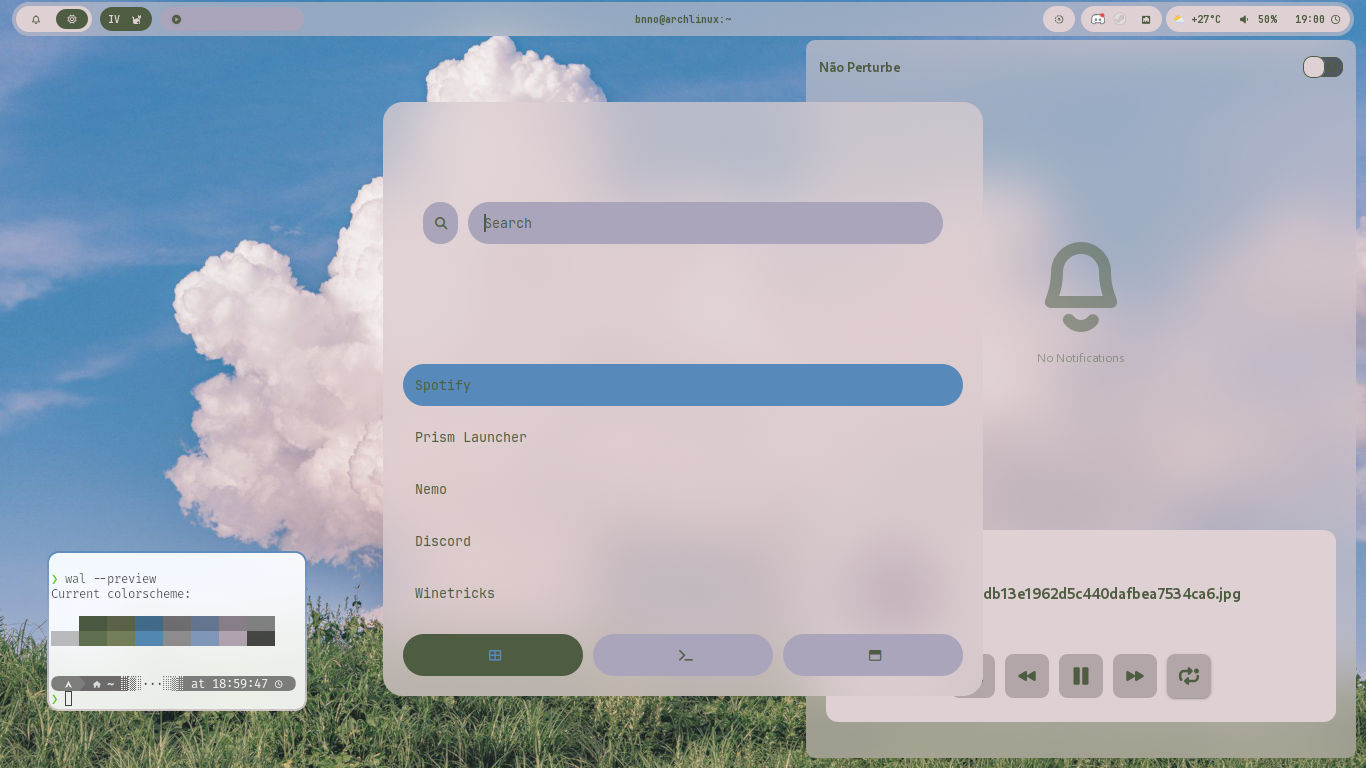 IV
bnno@archlinux:~
+27°C
50%
19:00
Não Perturbe
Search
No Notifications
Spotify
Prism Launcher
Nemo
Discord
Winetricks
db13e1962d5c440dafbea7534ca6.jpg
❯ wal --preview
Current colorscheme:
~ ··· at 18:59:47
❯